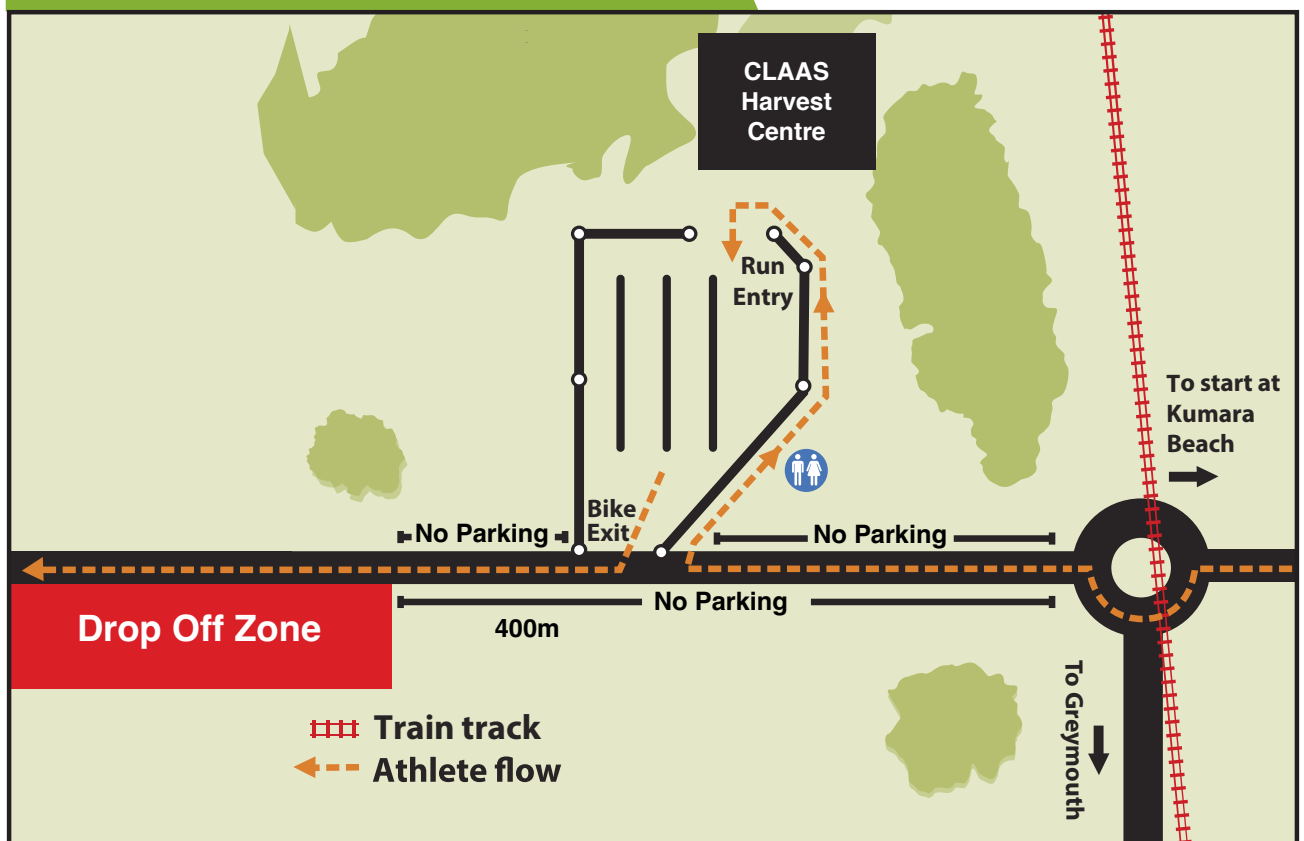 CLAAS
Harvest
Centre
Run
Entry
To start at
Kumara
Beach
Bike
Exit
No Parking
No Parking
No Parking
400m
Drop Off Zone
To Greymouth
Train track
Athlete flow